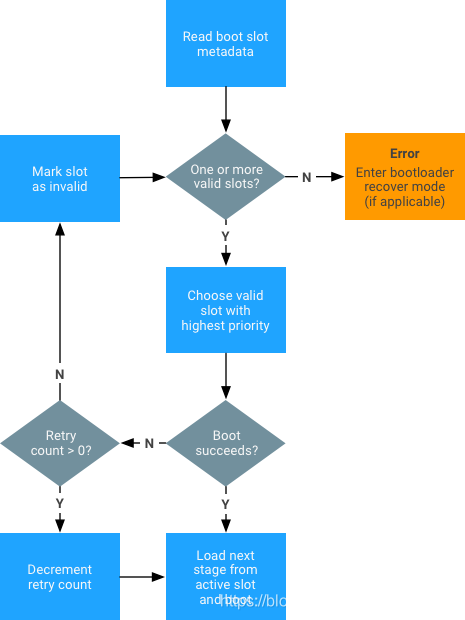 Read boot slot
metadata
Mark slot
as invalid
One or more
valid slots?
N
Error
Enter bootloader
recover mode
(if applicable)
Y
Choose valid
slot with
highest priority
N
Retry
count > 0?
N
Boot
succeeds?
Y
Y
Decrement
retry count
Load next
stage from
active slot
and boot
https://blo